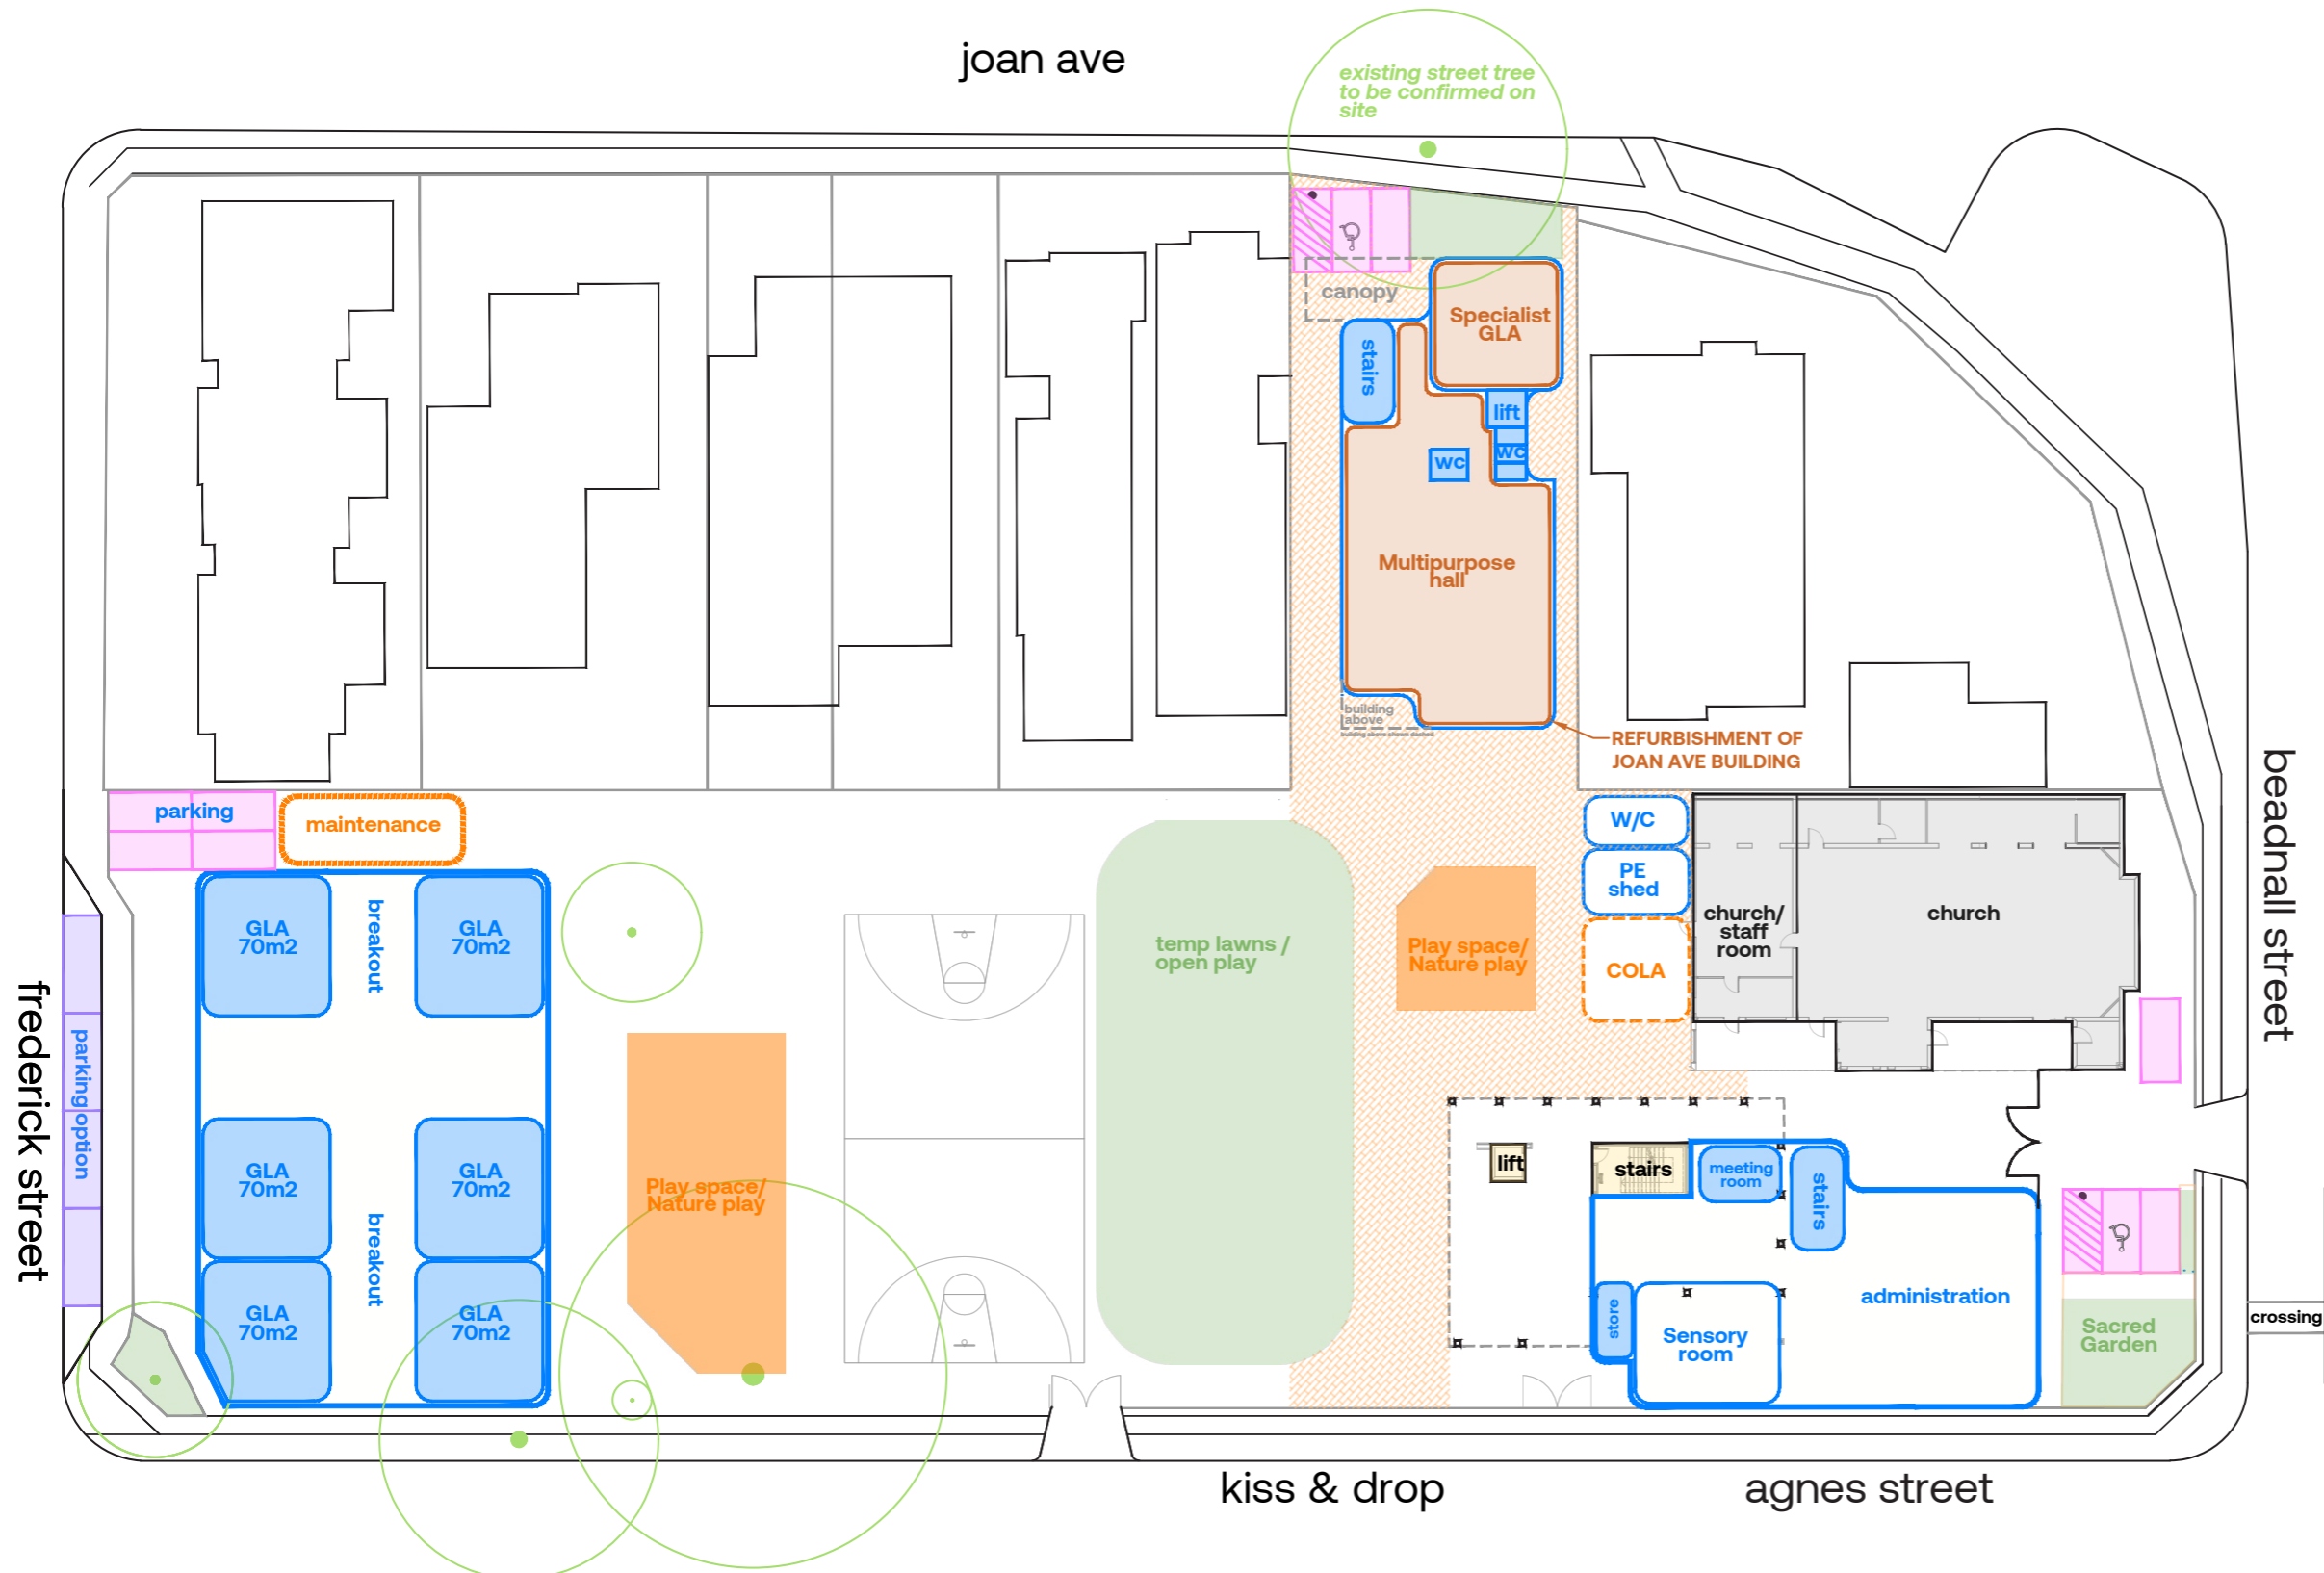 joan ave
existing street tree
to be confirmed on
site
canopy
Specialist
GLA
stairs
lift
wc
wc
Multipurpose
hall
building
above
building above shown dashed
REFURBISHMENT OF
JOAN AVE BUILDING
parking
maintenance
W/C
PE
shed
COLA
church/
staff
room
church
beadnall street
GLA
70m2
breakout
GLA
70m2
temp lawns /
open play
Play space/
Nature play
frederick street
parking option
GLA
70m2
GLA
70m2
Play space/
Nature play
breakout
GLA
70m2
GLA
70m2
lift
stairs
meeting
room
stairs
administration
store
Sensory
room
Sacred
Garden
crossing
kiss & drop
agnes street